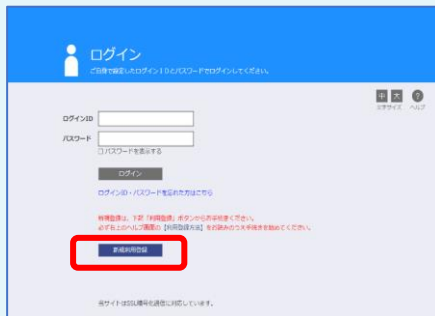 ログイン
ご自身で設定したログインIDとパスワードでログインしてください。
中 大 ?
文字サイズ ヘルプ
ログインID
パスワード
パスワードを表示する
ログイン
ログインID・パスワードを忘れた方はこちら
新規登録は、下記「利用登録」ボタンからお手続きください。
必ず右上のヘルプ画面の【利用登録方法】をお読みのうえ手続きを始めてください。
新規利用登録
当サイトはSSL暗号化通信に対応しています。